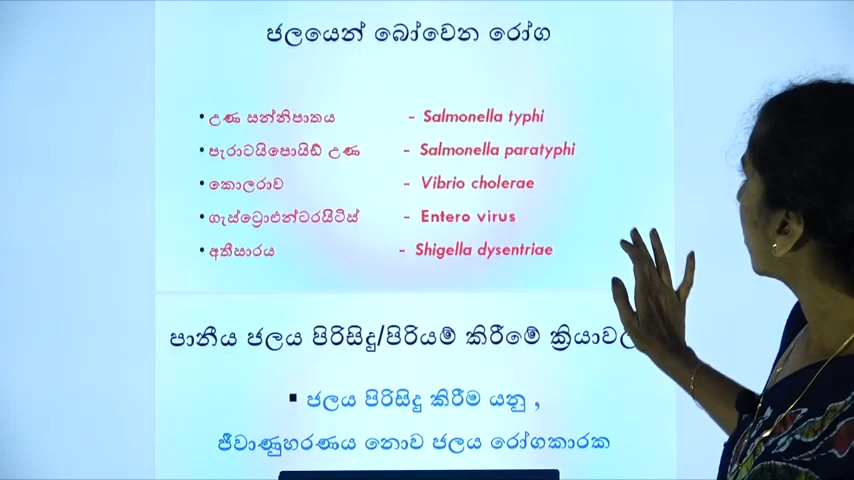 ජලයෙන් බෝවෙන රෝග
• උණ සන්නිපාතය - Salmonella typhi
• පැරාටයිපොයිඩ් උණ - Salmonella paratyphi
• කොලරාව - Vibrio cholerae
• ගැස්ට්‍රොඑන්ටරයිටිස් - Entero virus
• අතීසාරය - Shigella dysentriae
පානීය ජලය පිරිසිදු/පිරියම් කිරීමේ
▪ ජලය පිරිසිදු කිරීම යනු ,
ජීවාණුහරණය නොව ජලය රෝගකාරක